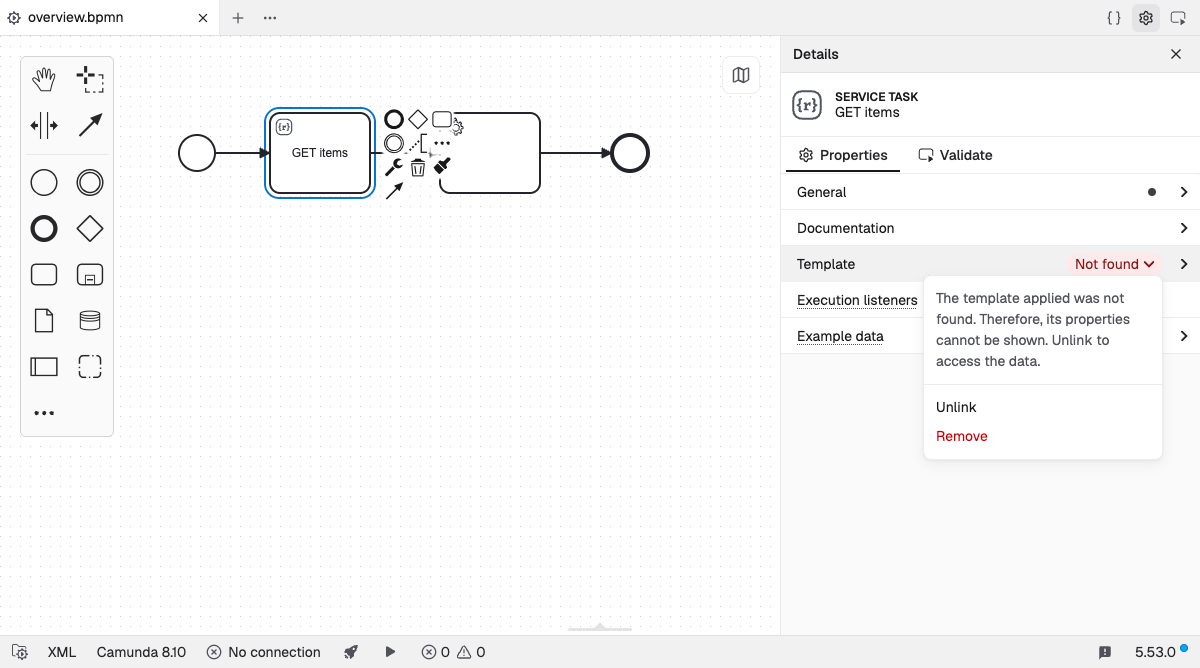 overview.bpmn
Details
SERVICE TASK
GET items
GET items
Properties
Validate
General
Documentation
Template
Not found
Execution listeners
Example data
The template applied was not
found. Therefore, its properties
cannot be shown. Unlink to
access the data.
Unlink
Remove
XML
Camunda 8.10
No connection
0
0
5.53.0